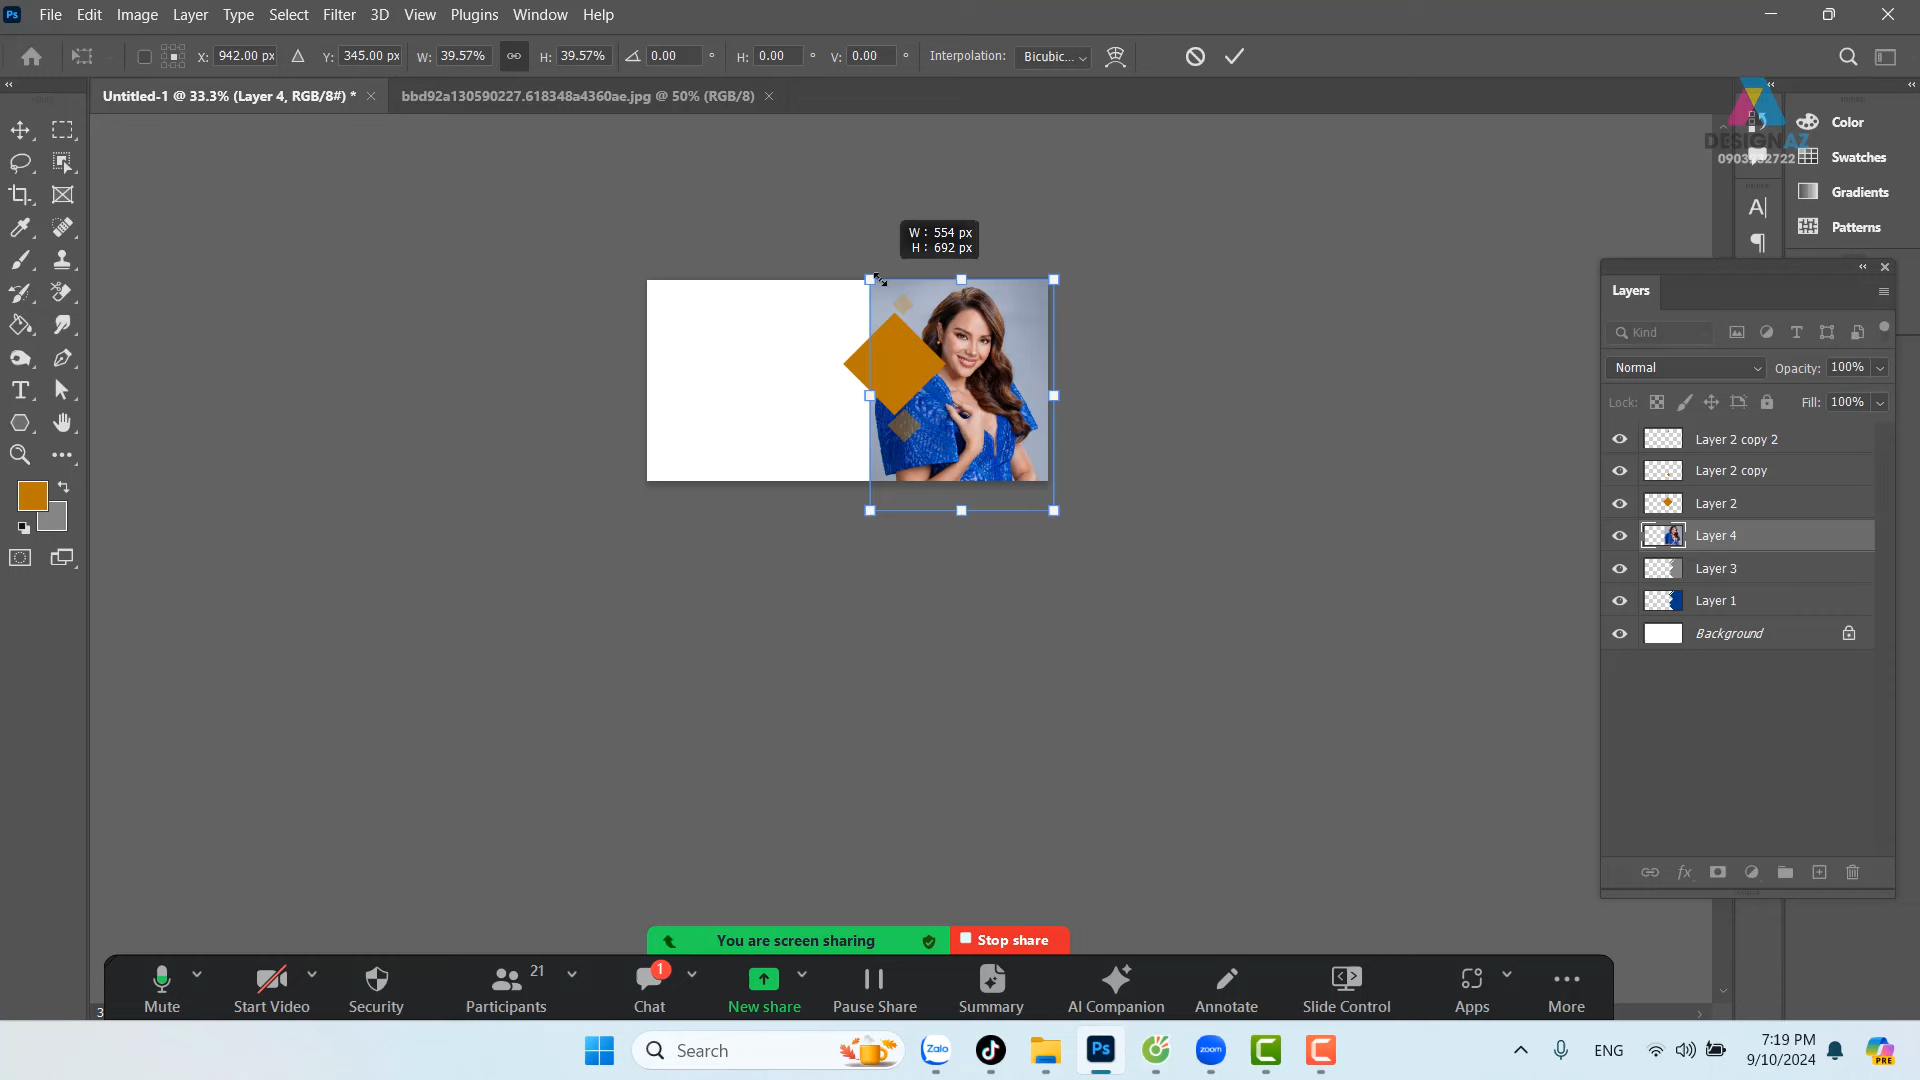 Ps File Edit Image Layer Type Select Filter 3D View Plugins Window Help
X: 942.00 px Y: 345.00 px W: 39.57% H: 39.57% 0.00 ° H: 0.00 ° V: 0.00 ° Interpolation: Bicubic...
Untitled-1 @ 33.3% (Layer 4, RGB/8#) * bbd92a130590227.618348a4360ae.jpg @ 50% (RGB/8)
DESIGNAZ
Color
Swatches
Gradients
Patterns
W : 554 px
H : 692 px
Layers
Kind
Normal Opacity: 100%
Lock: Fill: 100%
Layer 2 copy 2
Layer 2 copy
Layer 2
Layer 4
Layer 3
Layer 1
Background
You are screen sharing Stop share
21 1
Mute Start Video Security Participants Chat New share Pause Share Summary AI Companion Annotate Slide Control Apps More
Search Zalo Ps zoom ENG 7:19 PM
9/10/2024 PRE